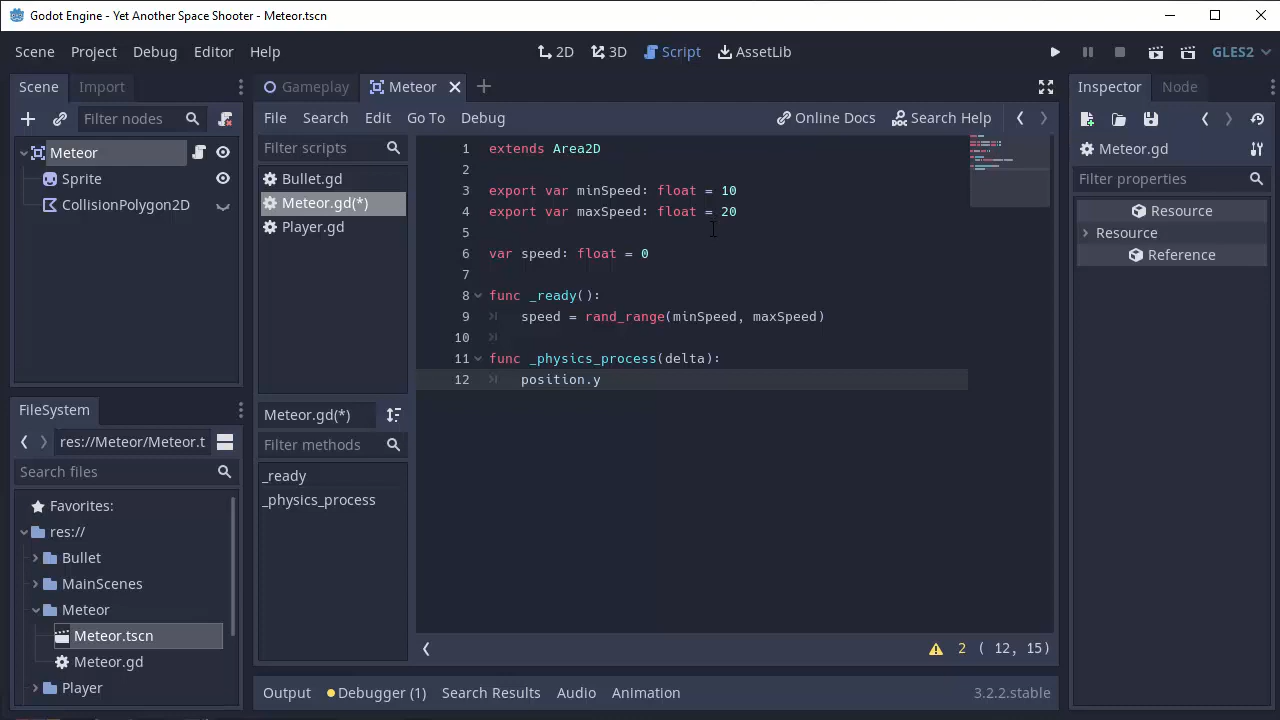 Godot Engine - Yet Another Space Shooter - Meteor.tscn
Scene Project Debug Editor Help
2D 3D Script AssetLib
GLES2
Scene Import
Filter nodes
Meteor
Sprite
CollisionPolygon2D
FileSystem
res://Meteor/Meteor.t
Search files
Favorites:
res://
Bullet
MainScenes
Meteor
Meteor.tscn
Meteor.gd
Player
Gameplay Meteor
File Search Edit Go To Debug
Online Docs Search Help
Filter scripts
Bullet.gd
Meteor.gd(*)
Player.gd
Meteor.gd(*)
Filter methods
_ready
_physics_process
1 extends Area2D
2
3 export var minSpeed: float = 10
4 export var maxSpeed: float = 20
5
6 var speed: float = 0
7
8 func _ready():
9 speed = rand_range(minSpeed, maxSpeed)
10
11 func _physics_process(delta):
12 position.y
2 ( 12, 15)
Output Debugger (1) Search Results Audio Animation
3.2.2.stable
Inspector Node
Meteor.gd
Filter properties
Resource
Resource
Reference